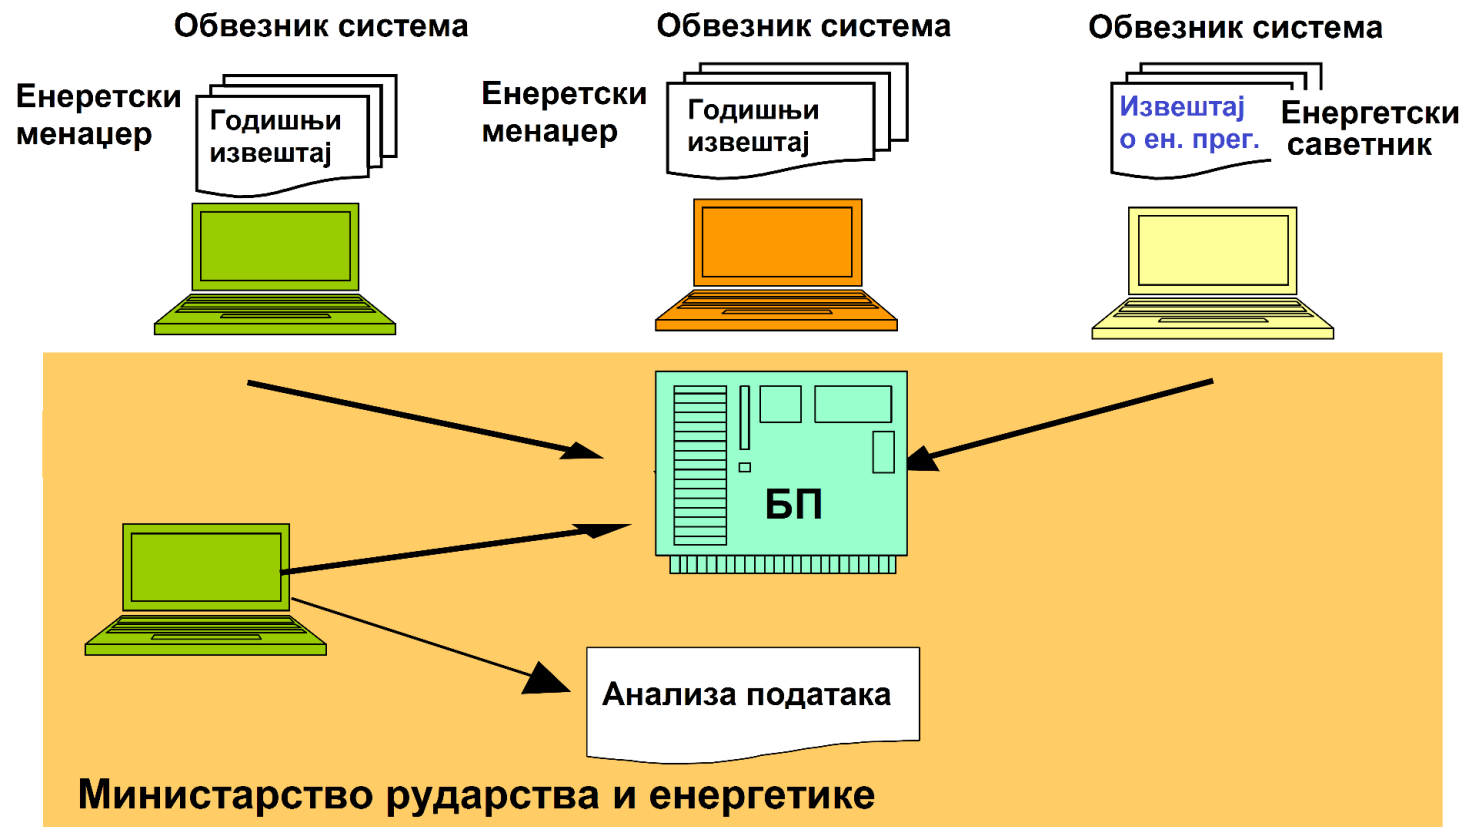 Обвезник система
Енеретски
менаџер
Годишњи
извештај
Обвезник система
Енеретски
менаџер
Годишњи
извештај
Обвезник система
Извештај
о ен. прег.
Енергетски
саветник
БП
Анализа података
Министарство рударства и енергетике